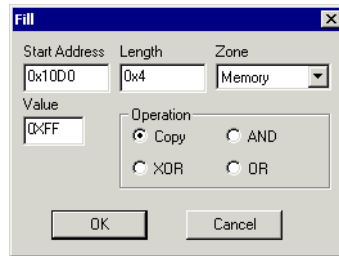 Fill
Start Address Length Zone
0x10D0 0x4 Memory
Value
0XFF
Operation
Copy AND
XOR OR
OK Cancel